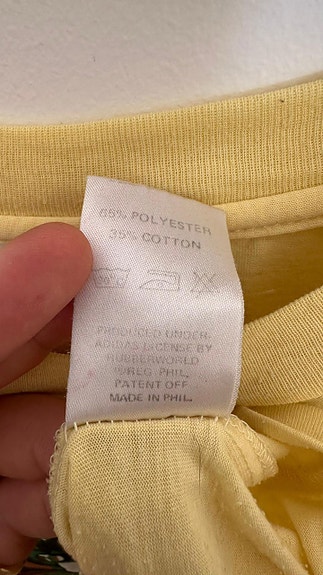 65% POLYESTER
35% COTTON
PRODUCED UNDER
ADIDAS LICENSE BY
RUBBERWORLD
®REG. PHIL.
PATENT OFF.
MADE IN PHIL.